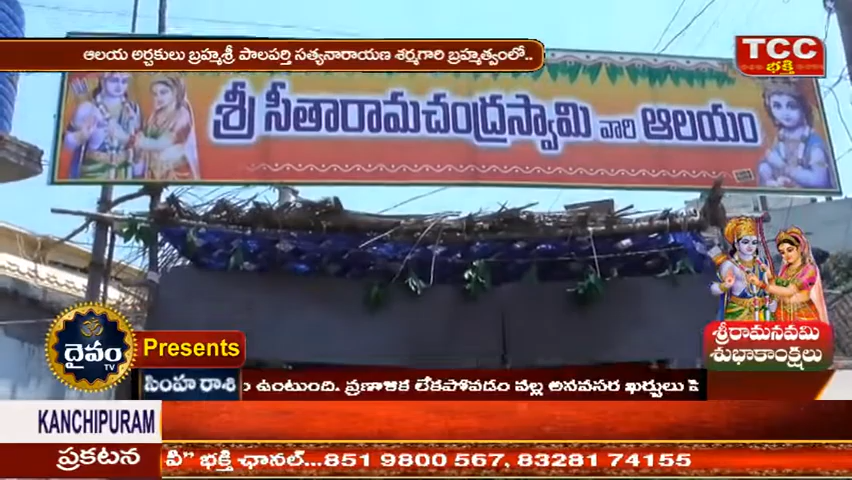 ఆలయ అర్చకులు బ్రహ్మశ్రీ పాలపర్తి సత్యనారాయణ శర్మగారి బ్రహ్మత్వంలో..
TCC
భక్తి
శ్రీ సీతారామచంద్రస్వామి వారి ఆలయం
శ్రీరామనవమి
శుభాకాంక్షలు
దైవం
TV
Presents
సింహ రాశి
ఉంటుంది. ప్రణాళిక లేకపోవడం వల్ల అనవసర ఖర్చులు
KANCHIPURAM
ప్రకటన
పి" భక్తి ఛానల్...851 9800 567, 83281 74155